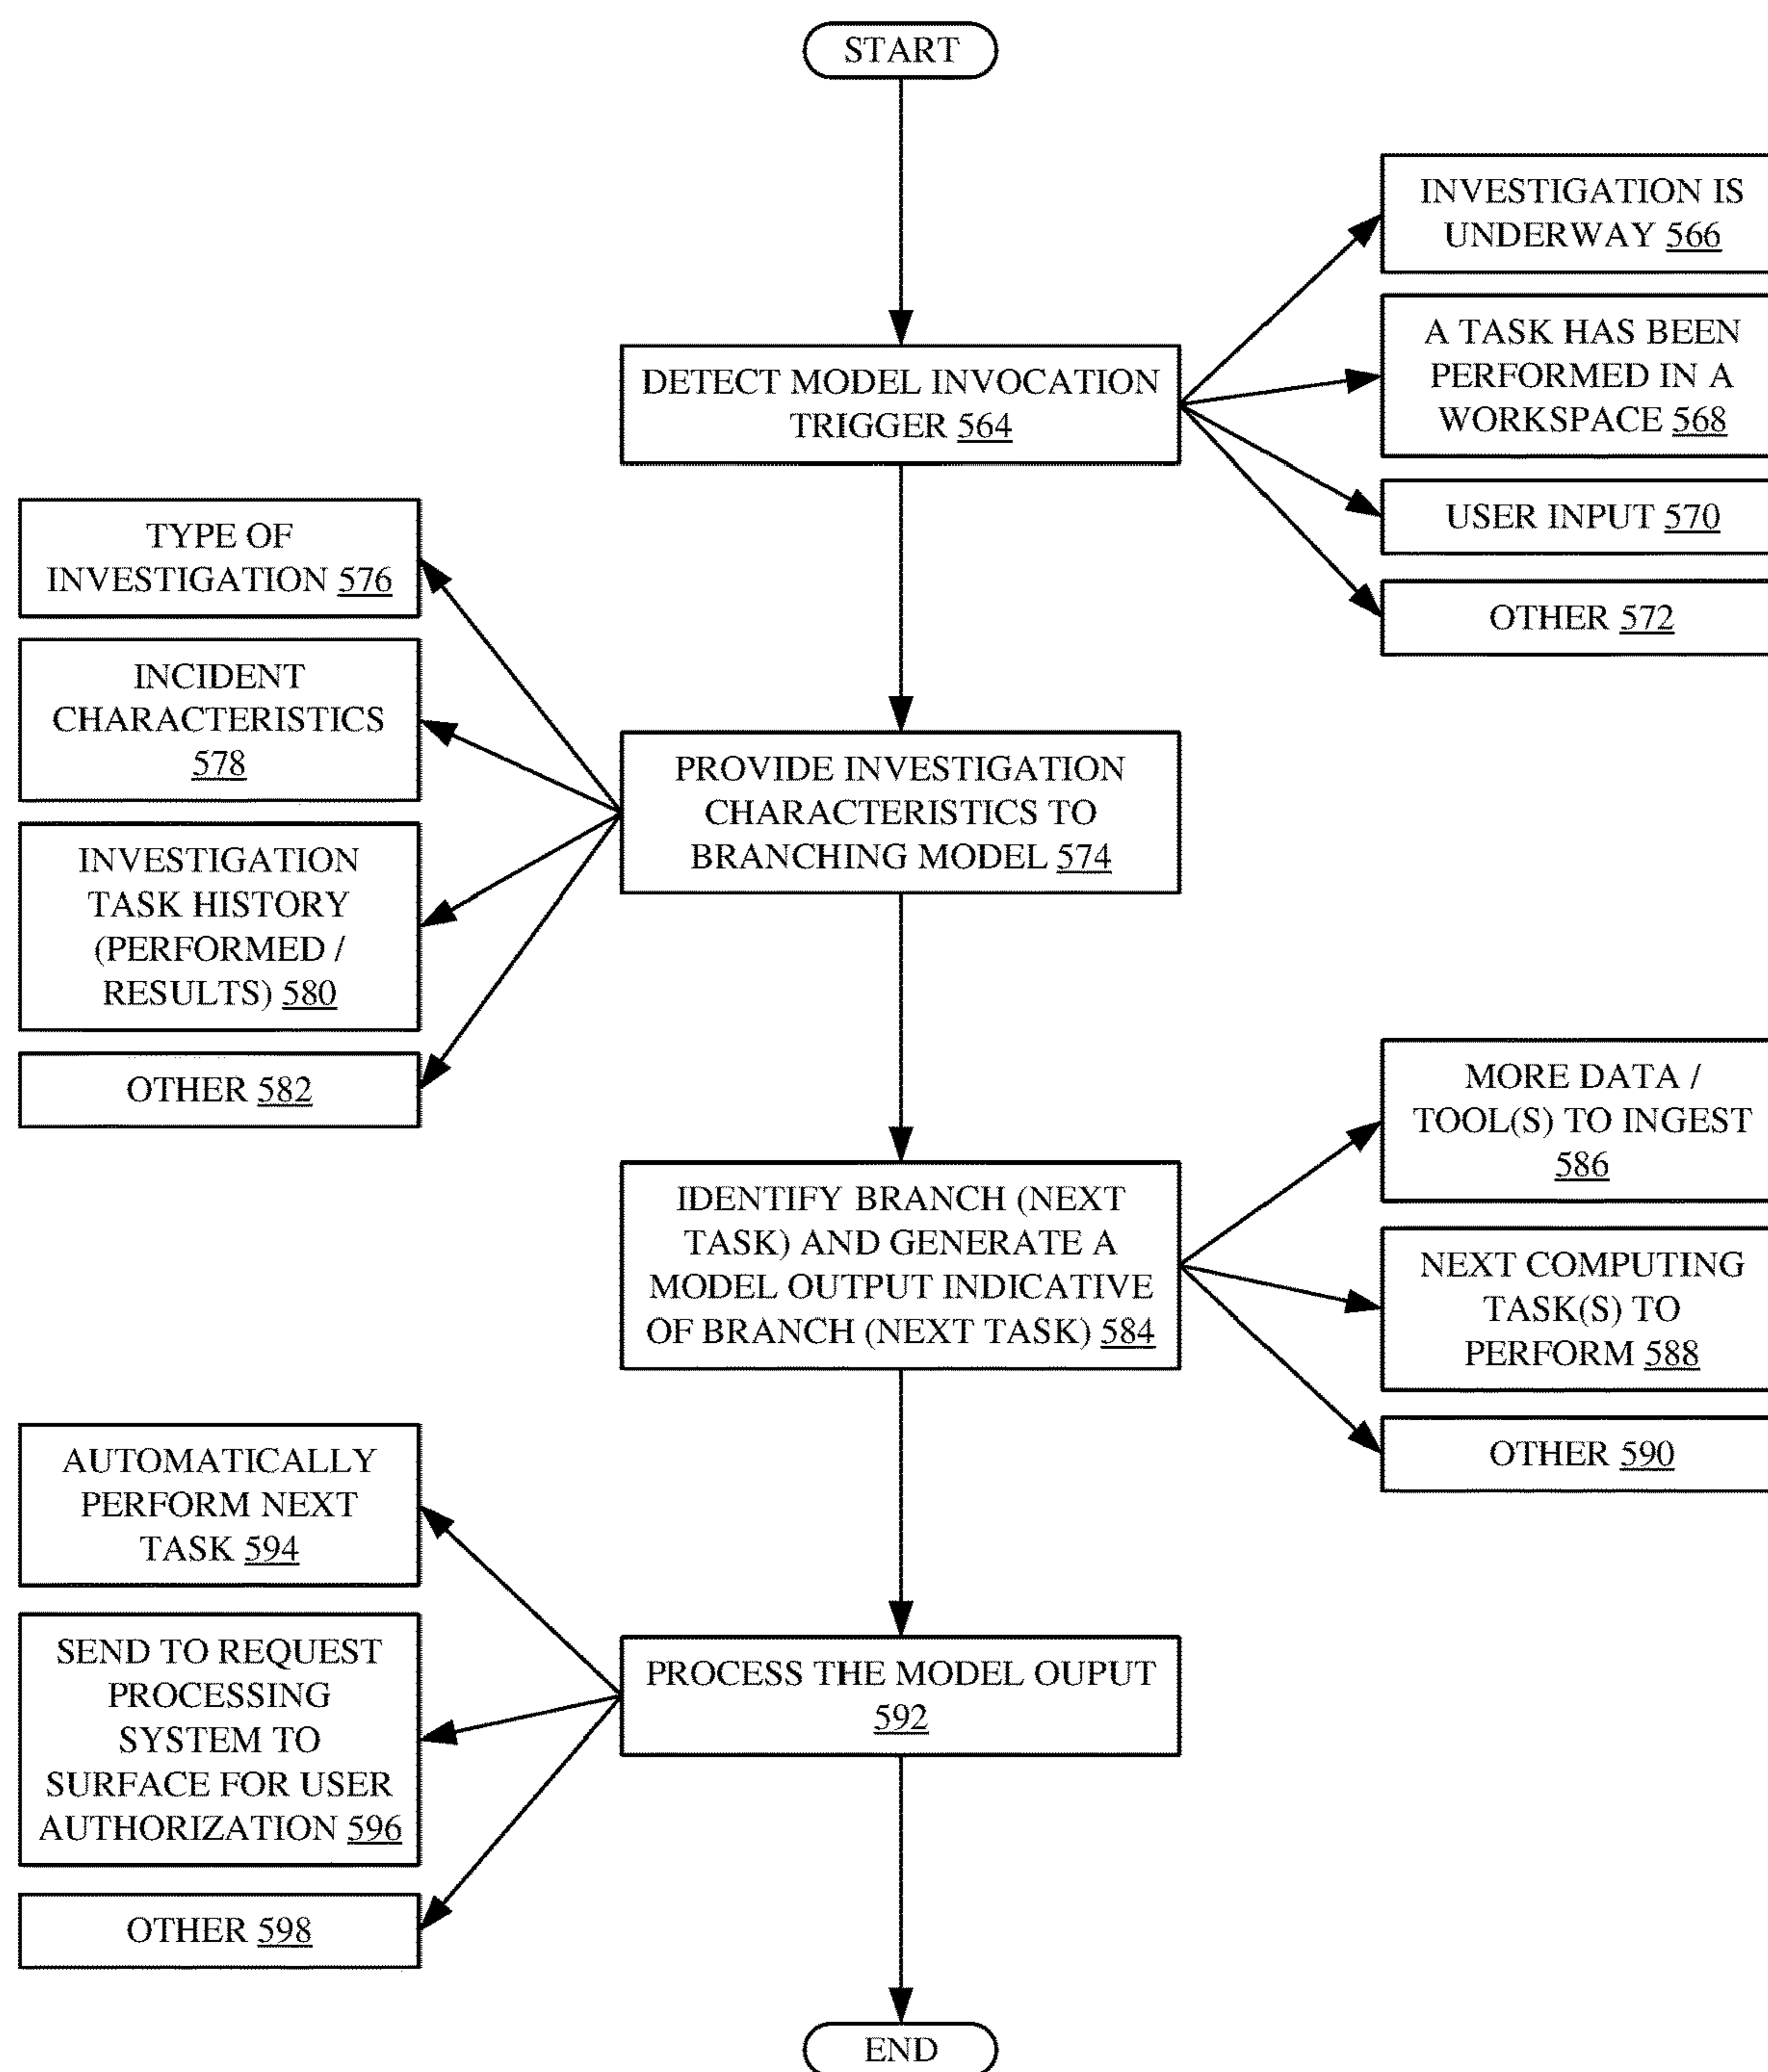 START
DETECT MODEL INVOCATION
TRIGGER 564
INVESTIGATION IS
UNDERWAY 566
A TASK HAS BEEN
PERFORMED IN A
WORKSPACE 568
USER INPUT 570
OTHER 572
PROVIDE INVESTIGATION
CHARACTERISTICS TO
BRANCHING MODEL 574
TYPE OF
INVESTIGATION 576
INCIDENT
CHARACTERISTICS
578
INVESTIGATION
TASK HISTORY
(PERFORMED /
RESULTS) 580
OTHER 582
IDENTIFY BRANCH (NEXT
TASK) AND GENERATE A
MODEL OUTPUT INDICATIVE
OF BRANCH (NEXT TASK) 584
MORE DATA /
TOOL(S) TO INGEST
586
NEXT COMPUTING
TASK(S) TO
PERFORM 588
OTHER 590
PROCESS THE MODEL OUPUT
592
AUTOMATICALLY
PERFORM NEXT
TASK 594
SEND TO REQUEST
PROCESSING
SYSTEM TO
SURFACE FOR USER
AUTHORIZATION 596
OTHER 598
END